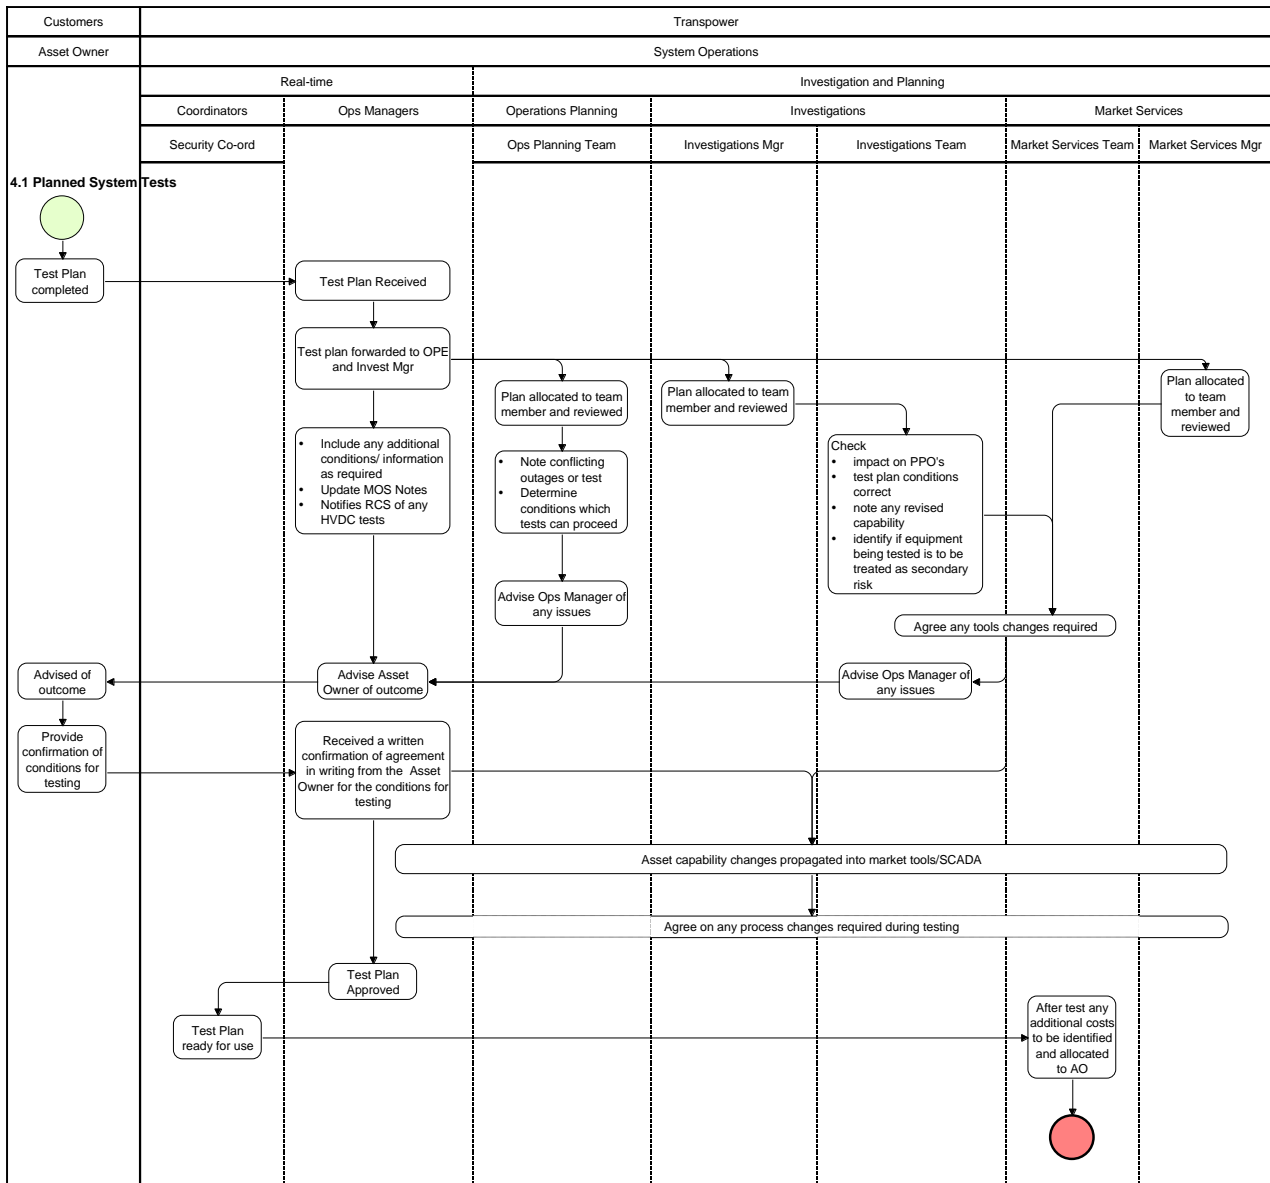 Customers
Transpower
Asset Owner
System Operations
Real-time
Investigation and Planning
Coordinators
Ops Managers
Operations Planning
Investigations
Market Services
Security Co-ord
Ops Planning Team
Investigations Mgr
Investigations Team
Market Services Team
Market Services Mgr
4.1 Planned System Tests
Test Plan
completed
Test Plan Received
Test plan forwarded to OPE
and Invest Mgr
Plan allocated to team
member and reviewed
Plan allocated to team
member and reviewed
Plan allocated
to team
member and
reviewed
• Include any additional
conditions/ information
as required
• Update MOS Notes
• Notifies RCS of any
HVDC tests
• Note conflicting
outages or test
• Determine
conditions which
tests can proceed
Check
• impact on PPO's
• test plan conditions
correct
• note any revised
capability
• identify if equipment
being tested is to be
treated as secondary
risk
Advise Ops Manager of
any issues
Agree any tools changes required
Advised of
outcome
Advise Asset
Owner of outcome
Advise Ops Manager of
any issues
Provide
confirmation of
conditions for
testing
Received a written
confirmation of agreement
in writing from the Asset
Owner for the conditions for
testing
Asset capability changes propagated into market tools/SCADA
Agree on any process changes required during testing
Test Plan
Approved
Test Plan
ready for use
After test any
additional costs
to be identified
and allocated
to AO